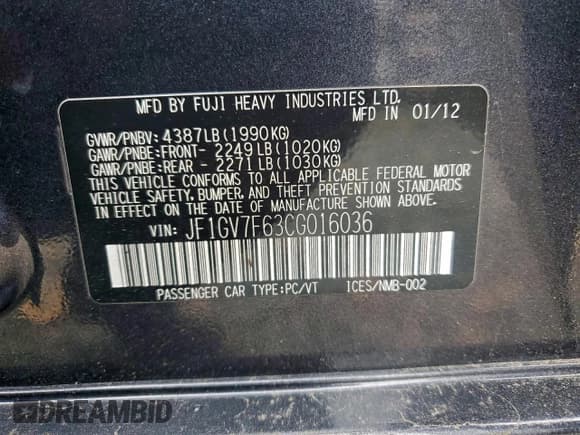 MFD BY FUJI HEAVY INDUSTRIES LTD.
MFD IN 01/12
GVWR/PNBV: 4387LB(1990KG)
GAWR/PNBE:FRONT- 2249LB(1020KG)
GAWR/PNBE:REAR - 2271LB(1030KG)
THIS VEHICLE CONFORMS TO ALL APPLICABLE FEDERAL MOTOR
VEHICLE SAFETY, BUMPER, AND THEFT PREVENTION STANDARDS
IN EFFECT ON THE DATE OF MANUFACTURE SHOWN ABOVE.
VIN: JF1GV7F63CG016036
PASSENGER CAR TYPE:PC/VT ICES/NMB-002
DREAMBID